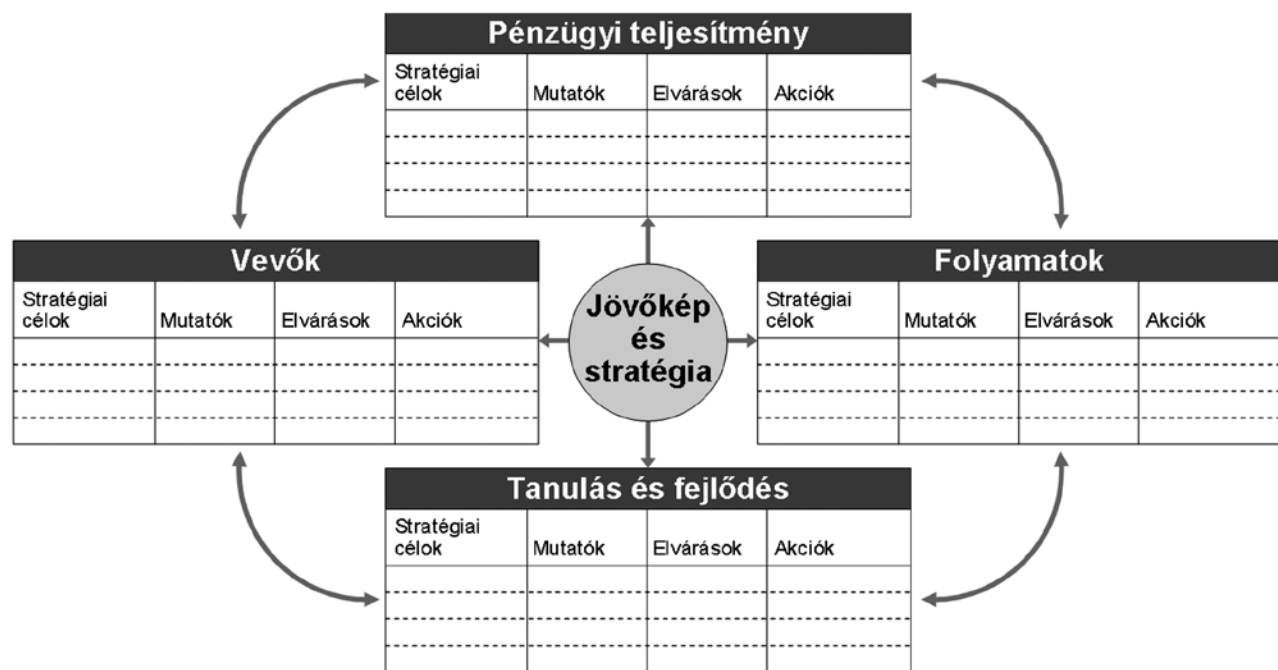 Pénzügyi teljesítmény
Stratégiai
célok
Mutatók
Elvárások
Akciók
Vevők
Stratégiai
célok
Mutatók
Elvárások
Akciók
Jövőkép
és
stratégia
Folyamatok
Stratégiai
célok
Mutatók
Elvárások
Akciók
Tanulás és fejlődés
Stratégiai
célok
Mutatók
Elvárások
Akciók